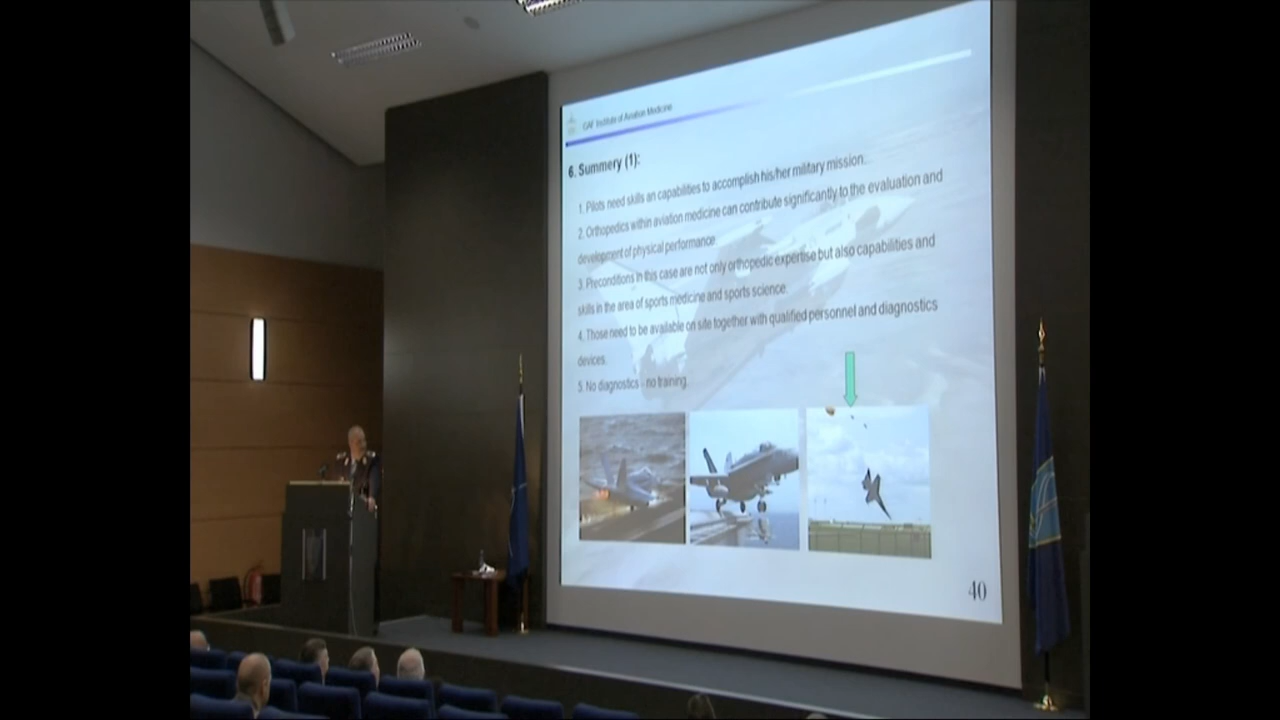 GAF Institute of Aviation Medicine
6. Summery (1):
1. Pilots need skills an capabilities to accomplish his/her military mission.
2. Orthopedics within aviation medicine can contribute significantly to the evaluation and
development of physical performance
3. Preconditions in this case are not only orthopedic expertise but also capabilities and
skills in the area of sports medicine and sports science.
4. Those need to be available on site together with qualified personnel and diagnostics
devices.
5. No diagnostics - no training.
40